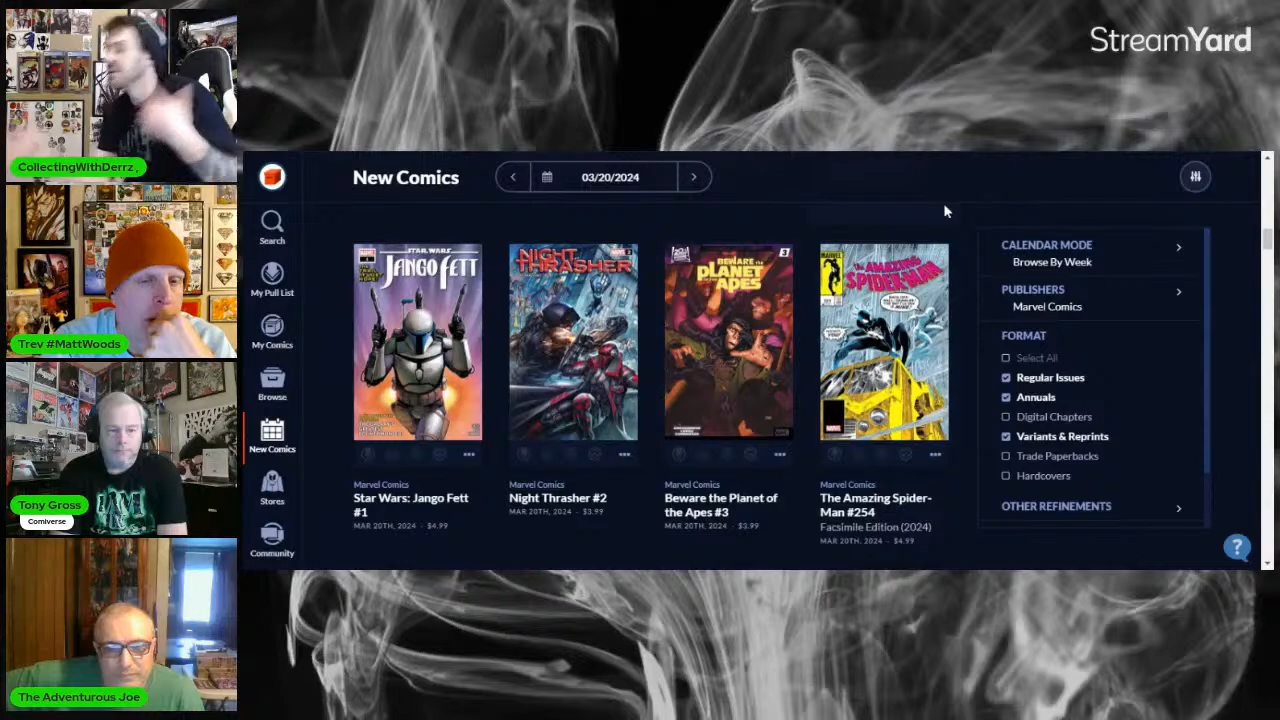 StreamYard
CollectingWithDerrz ,
Trev #MattWoods
Tony Gross
Comiverse
The Adventurous Joe
New Comics
03/20/2024
Search
My Pull List
My Comics
Browse
New Comics
Stores
Community
STAR WARS
JANGO FETT
NIGHT THRASHER
BEWARE THE
PLANET OF THE APES
3
MARVEL
THE AMAZING
SPIDER-MAN
Marvel Comics
Star Wars: Jango Fett
#1
MAR 20TH, 2024 · $4.99
Marvel Comics
Night Thrasher #2
MAR 20TH, 2024 · $3.99
Marvel Comics
Beware the Planet of
the Apes #3
MAR 20TH, 2024 · $3.99
Marvel Comics
The Amazing Spider-
Man #254
Facsimile Edition (2024)
MAR 20TH, 2024 · $4.99
CALENDAR MODE
Browse By Week
PUBLISHERS
Marvel Comics
FORMAT
Select All
Regular Issues
Annuals
Digital Chapters
Variants & Reprints
Trade Paperbacks
Hardcovers
OTHER REFINEMENTS
?